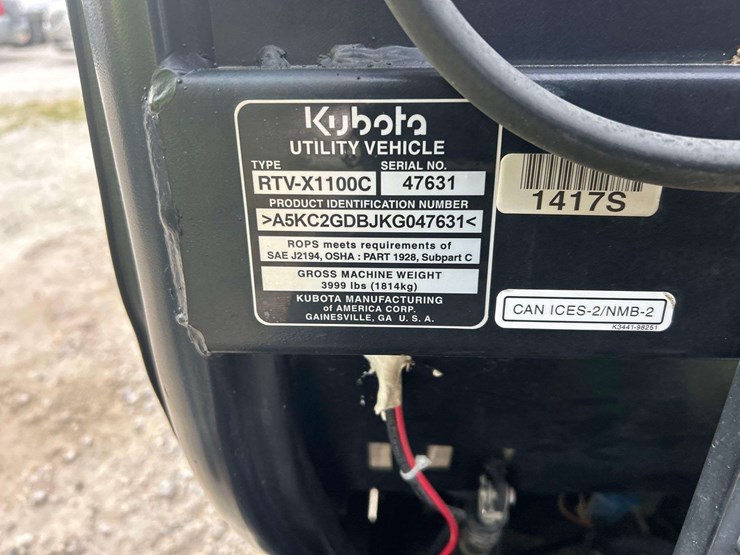 Kubota
UTILITY VEHICLE
TYPE SERIAL NO.
RTV-X1100C 47631
PRODUCT IDENTIFICATION NUMBER
>A5KC2GDBJKG047631<
ROPS meets requirements of
SAE J2194, OSHA : PART 1928, Subpart C
GROSS MACHINE WEIGHT
3999 lbs (1814kg)
KUBOTA MANUFACTURING
of AMERICA CORP.
GAINESVILLE, GA U. S. A.
1417S
CAN ICES-2/NMB-2
K3441-98251